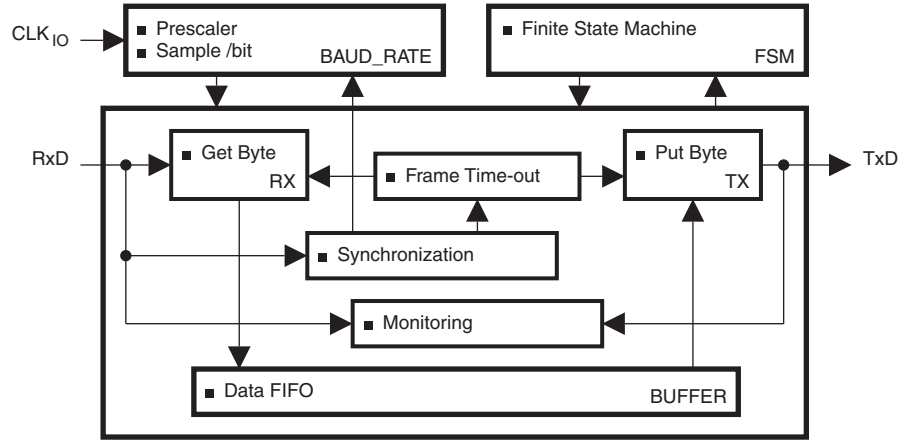 CLK IO
■ Prescaler
■ Sample /bit
BAUD_RATE
■ Finite State Machine
FSM
RxD
■ Get Byte
RX
■ Frame Time-out
■ Put Byte
TX
TxD
■ Synchronization
■ Monitoring
■ Data FIFO
BUFFER